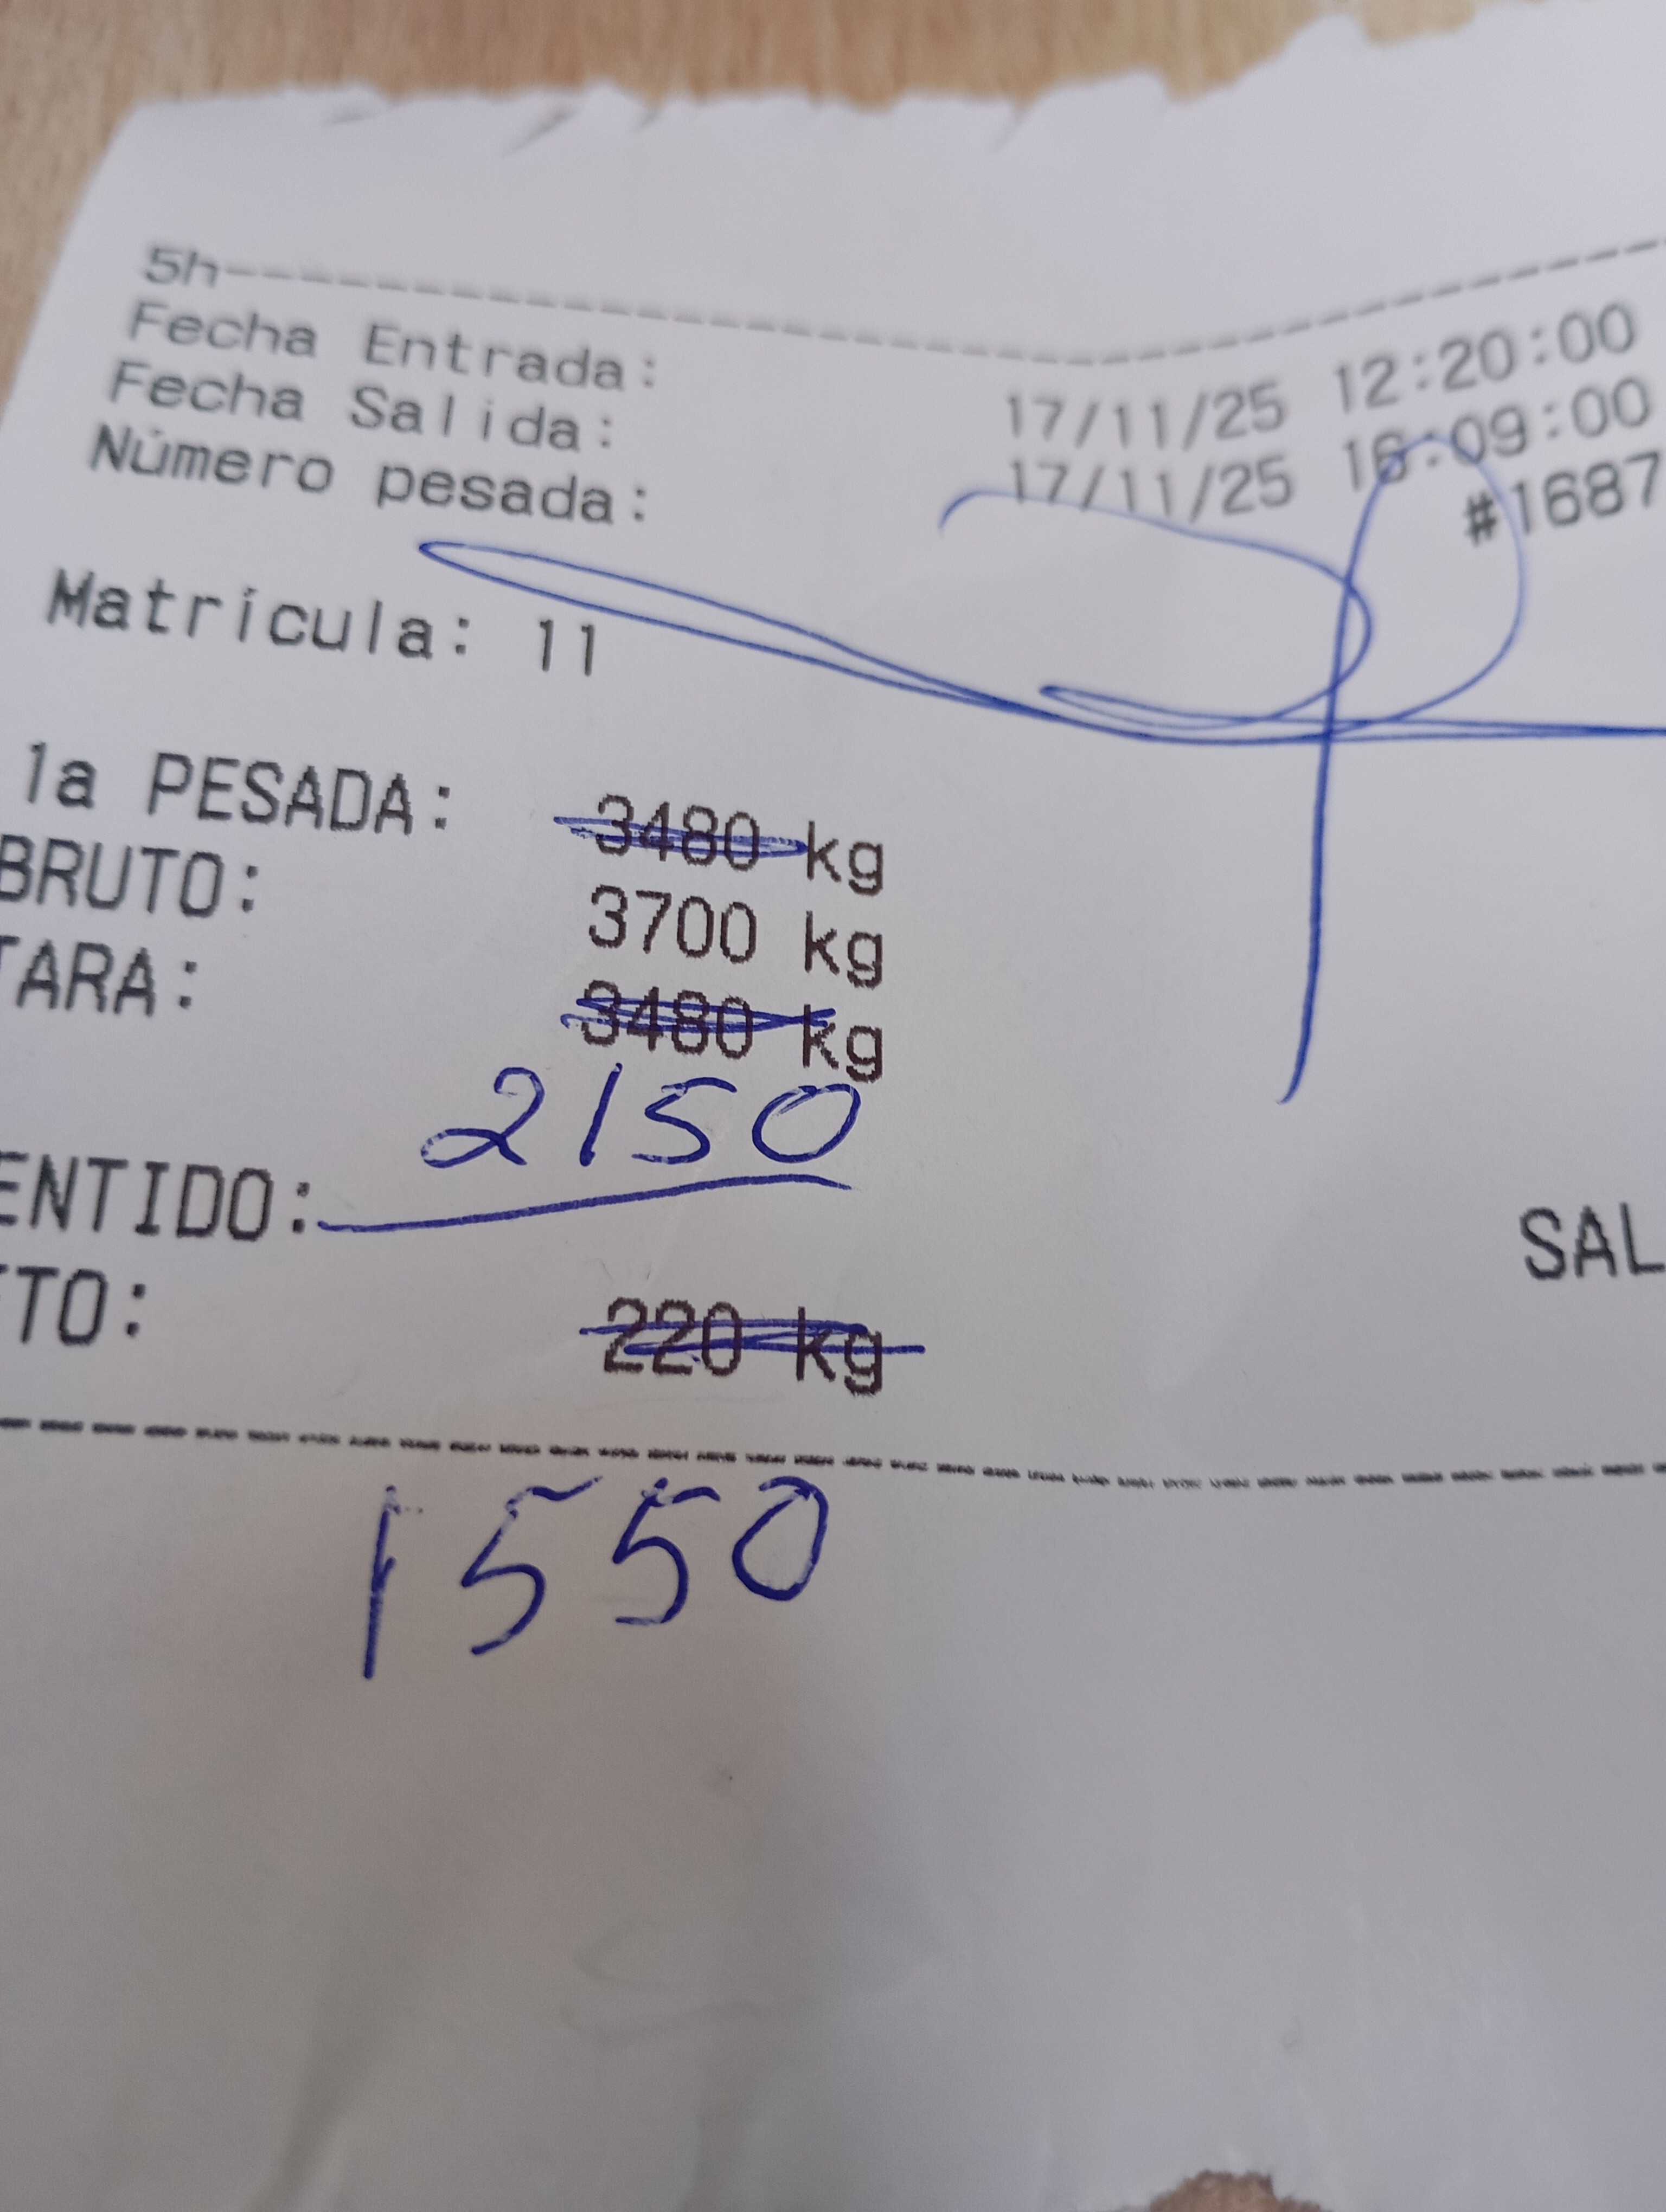 5h
Fecha Entrada: 17/11/25 12:20:00
Fecha Salida: 17/11/25 16:09:00
Número pesada: #1687
Matrícula: 11
1a PESADA: 3480 kg
BRUTO: 3700 kg
TARA: 3480 kg
2150
ENTIDO: SAL
TO: 220 kg
1550